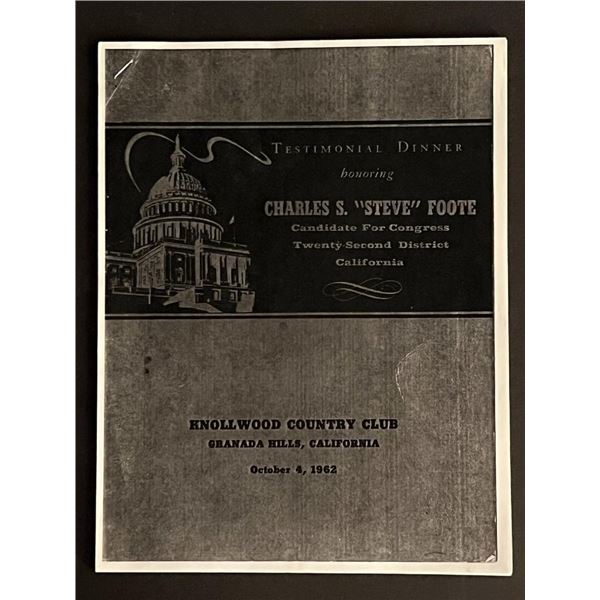 TESTIMONIAL DINNER
honoring
CHARLES S. "STEVE" FOOTE
Candidate For Congress
Twenty-Second District
California
KNOLLWOOD COUNTRY CLUB
GRANADA HILLS, CALIFORNIA
October 4, 1962